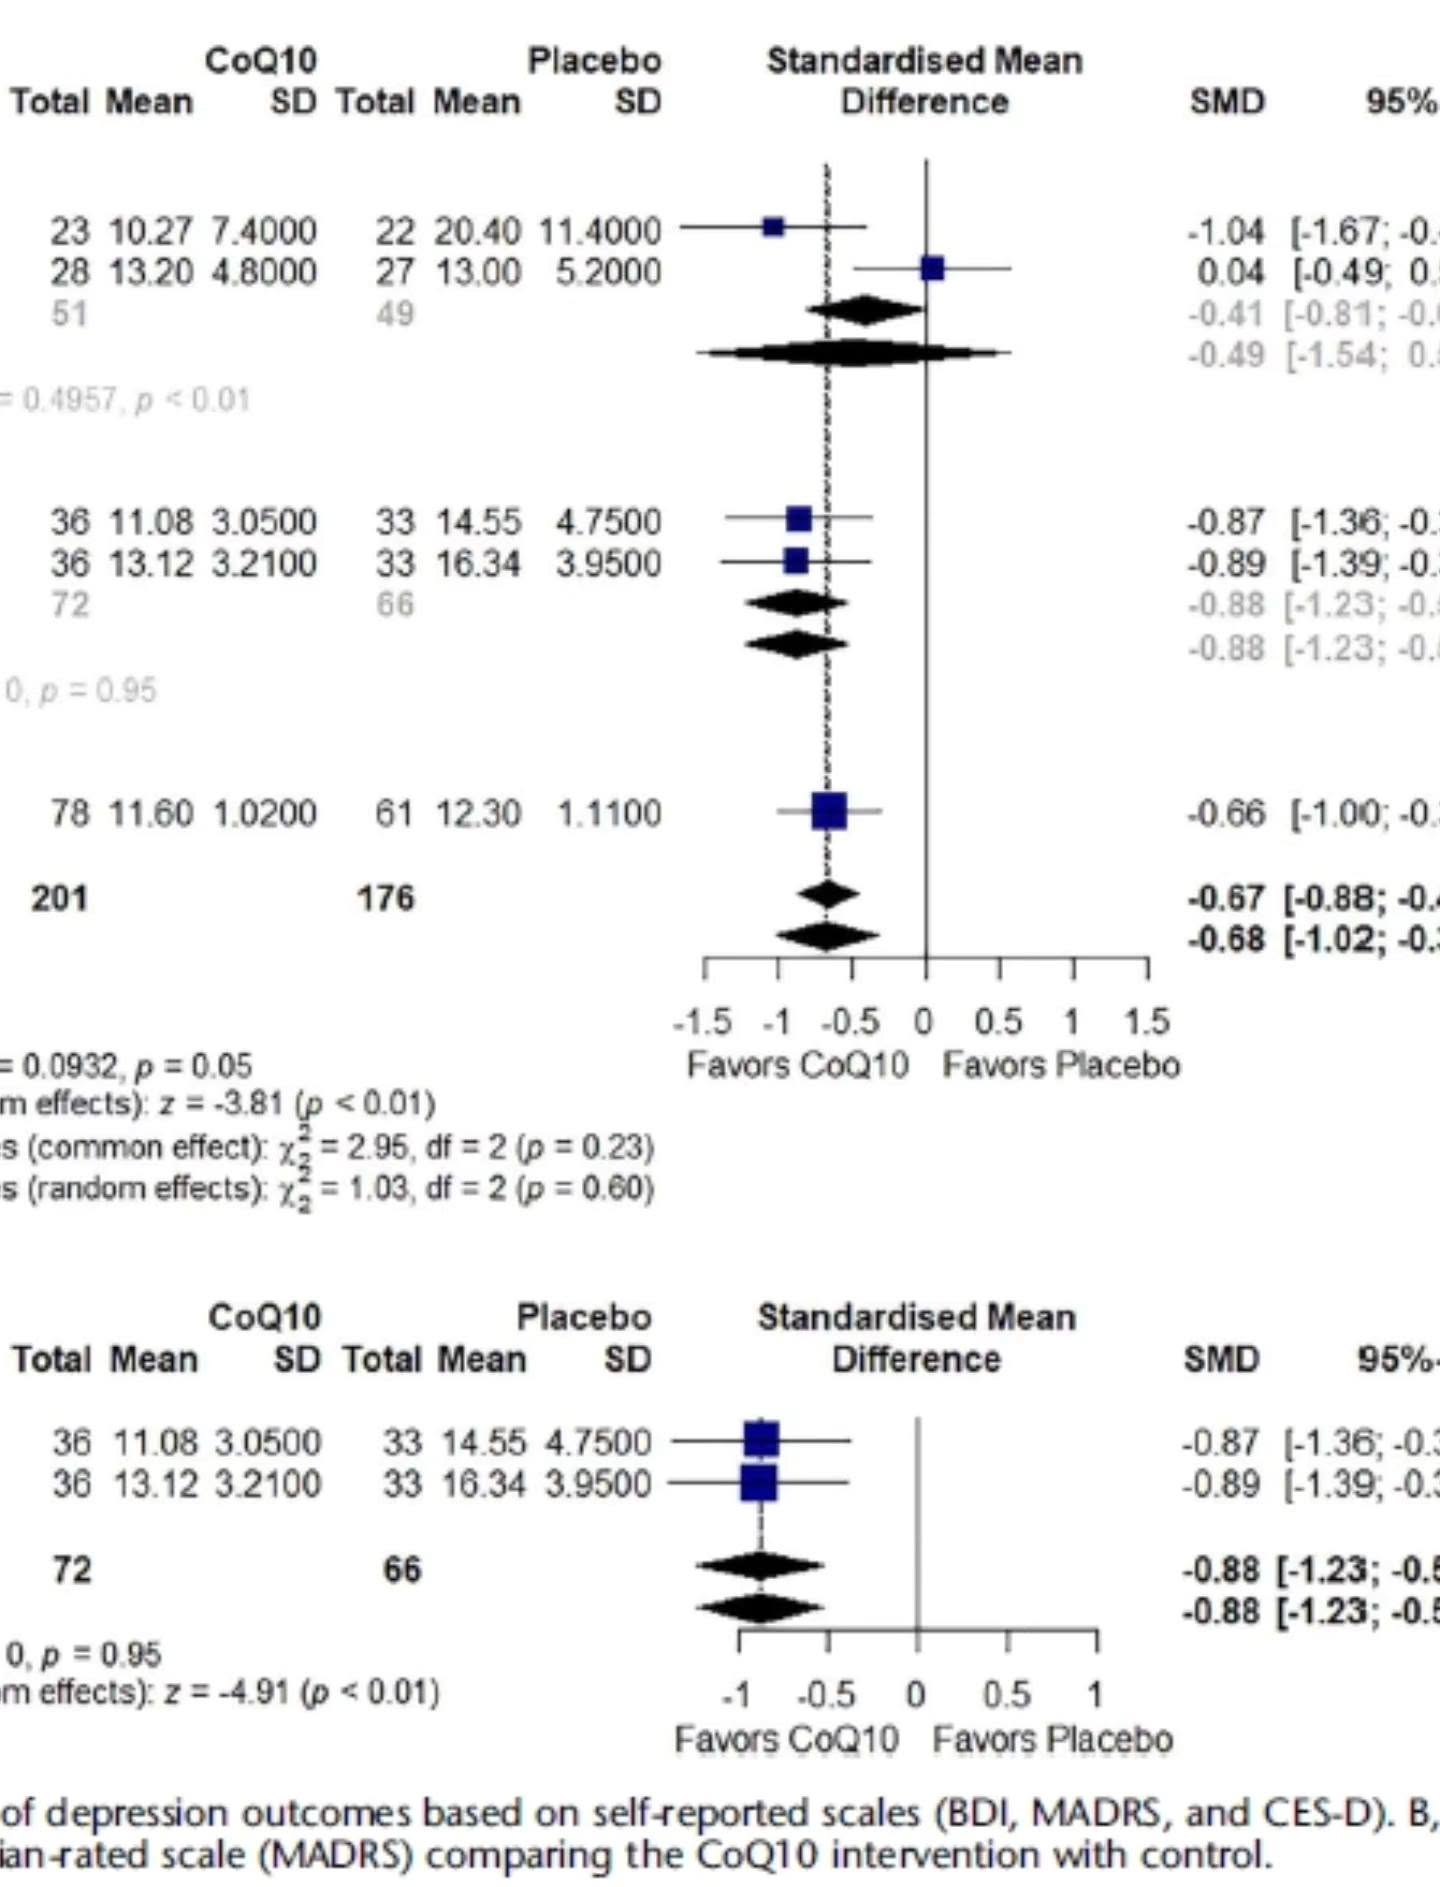 CoQ10 Placebo Standardised Mean
Total Mean SD Total Mean SD Difference SMD 95%
23 10.27 7.4000 22 20.40 11.4000 -1.04 [-1.67; -0.
28 13.20 4.8000 27 13.00 5.2000 0.04 [-0.49; 0.
51 49 -0.41 [-0.81; -0.
-0.49 [-1.54; 0.
= 0.4957, p < 0.01
36 11.08 3.0500 33 14.55 4.7500 -0.87 [-1.36; -0.
36 13.12 3.2100 33 16.34 3.9500 -0.89 [-1.39; -0.
72 66 -0.88 [-1.23; -0.
-0.88 [-1.23; -0.
0, p = 0.95
78 11.60 1.0200 61 12.30 1.1100 -0.66 [-1.00; -0.
201 176 -0.67 [-0.88; -0.
-0.68 [-1.02; -0.
-1.5 -1 -0.5 0 0.5 1 1.5
Favors CoQ10 Favors Placebo
= 0.0932, p = 0.05
m effects): z = -3.81 (p < 0.01)
s (common effect): χ²₂ = 2.95, df = 2 (p = 0.23)
s (random effects): χ²₂ = 1.03, df = 2 (p = 0.60)
CoQ10 Placebo Standardised Mean
Total Mean SD Total Mean SD Difference SMD 95%-
36 11.08 3.0500 33 14.55 4.7500 -0.87 [-1.36; -0.3
36 13.12 3.2100 33 16.34 3.9500 -0.89 [-1.39; -0.3
72 66 -0.88 [-1.23; -0.5
-0.88 [-1.23; -0.5
0, p = 0.95
m effects): z = -4.91 (p < 0.01)
-1 -0.5 0 0.5 1
Favors CoQ10 Favors Placebo
of depression outcomes based on self-reported scales (BDI, MADRS, and CES-D). B,
ian-rated scale (MADRS) comparing the CoQ10 intervention with control.